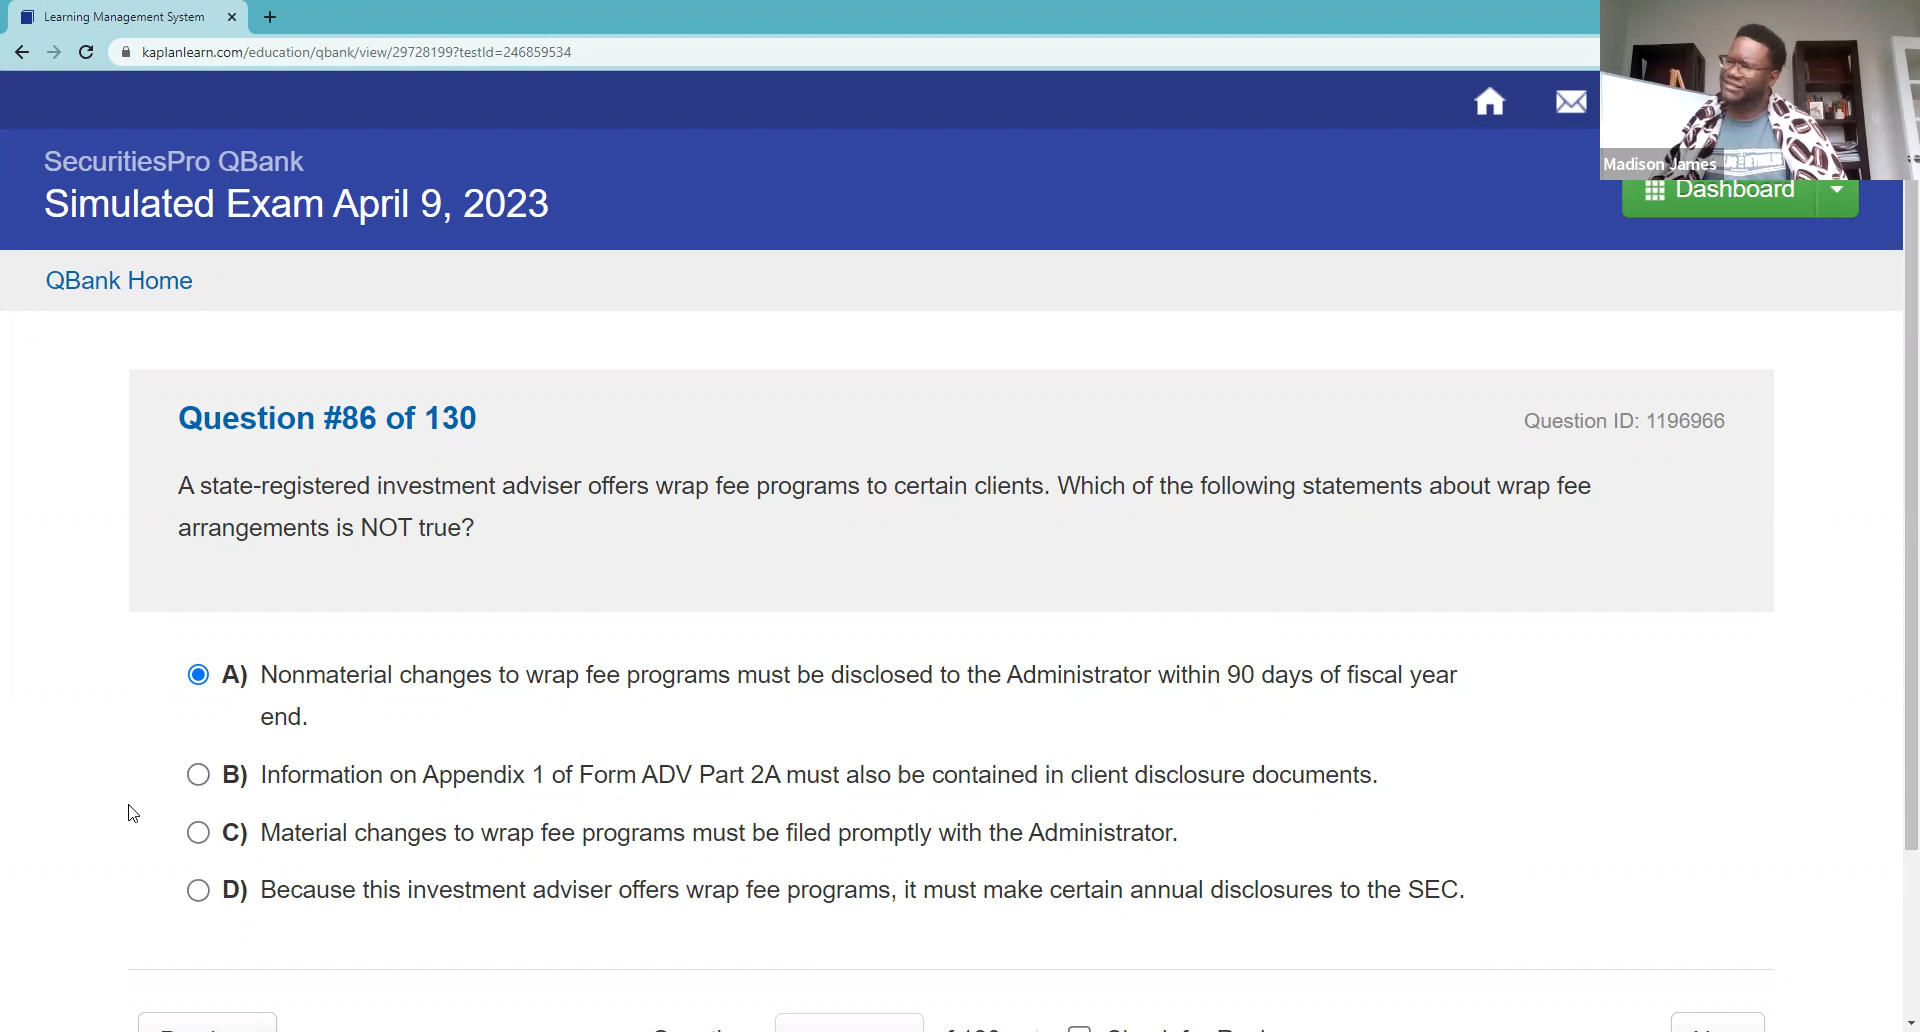 Learning Management System
kaplanlearn.com/education/qbank/view/29728199?testId=246859534
Madison James
SecuritiesPro QBank
Simulated Exam April 9, 2023
Dashboard
QBank Home
Question #86 of 130
Question ID: 1196966
A state-registered investment adviser offers wrap fee programs to certain clients. Which of the following statements about wrap fee
arrangements is NOT true?
A) Nonmaterial changes to wrap fee programs must be disclosed to the Administrator within 90 days of fiscal year
end.
B) Information on Appendix 1 of Form ADV Part 2A must also be contained in client disclosure documents.
C) Material changes to wrap fee programs must be filed promptly with the Administrator.
D) Because this investment adviser offers wrap fee programs, it must make certain annual disclosures to the SEC.